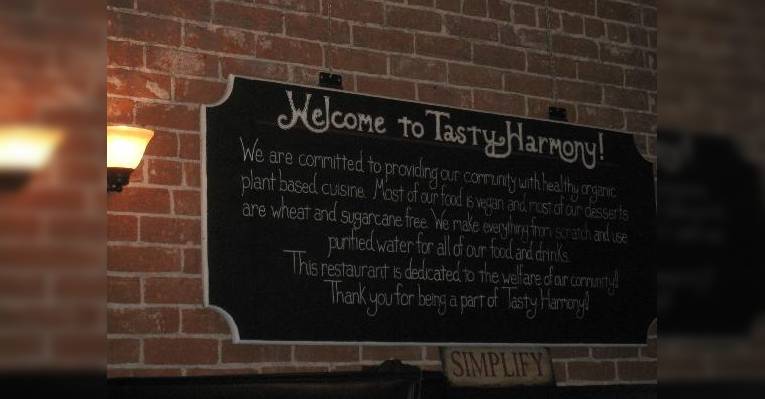 Welcome to Tasty Harmony!
We are committed to providing our community with healthy organic
plant based cuisine. Most of our food is vegan and most of our desserts
are wheat and sugarcane free. We make everything from scratch and use
purified water for all of our food and drinks.
This restaurant is dedicated to the welfare of our community!!
Thank you for being a part of Tasty Harmony!!
SIMPLIFY